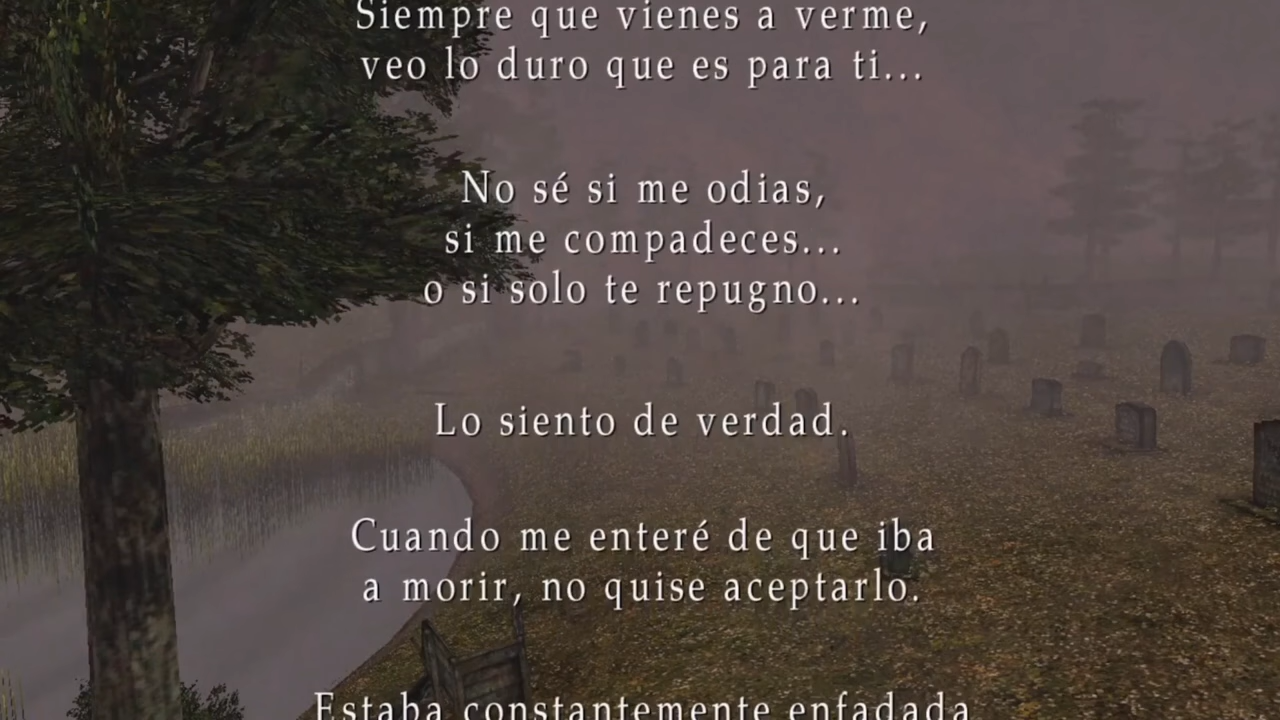 Siempre que vienes a verme,
veo lo duro que es para ti...
No sé si me odias,
si me compadeces...
o si solo te repugno...
Lo siento de verdad.
Cuando me enteré de que iba
a morir, no quise aceptarlo.
Estaba constantemente enfadada